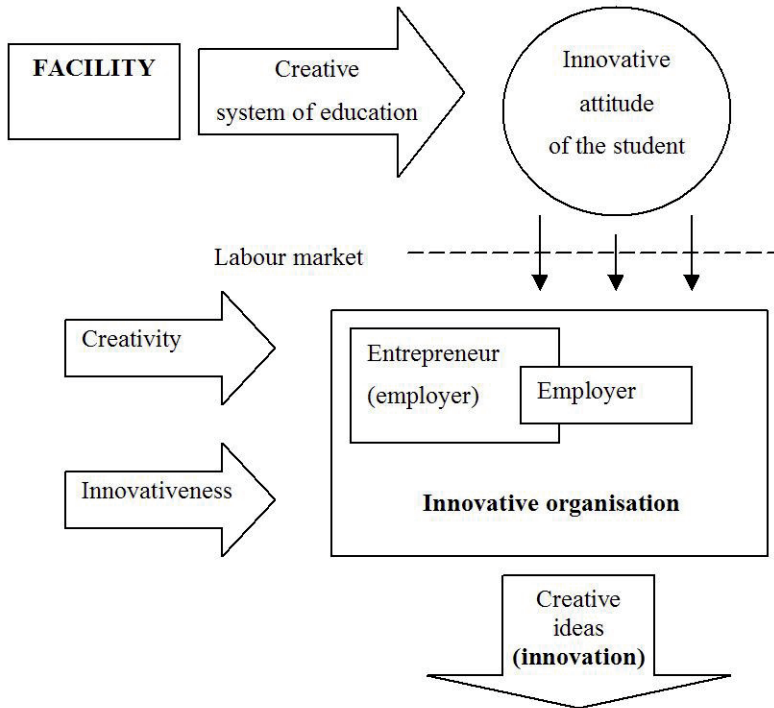 FACILITY
Creative
system of education
Innovative
attitude
of the student
Labour market
Creativity
Entrepreneur
(employer)
Employer
Innovativeness
Innovative organisation
Creative
ideas
(innovation)